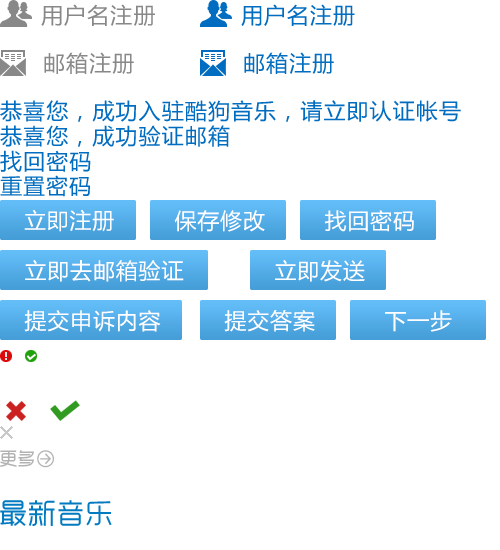 用户名注册 用户名注册
邮箱注册 邮箱注册
恭喜您，成功入驻酷狗音乐，请立即认证帐号
恭喜您，成功验证邮箱
找回密码
重置密码
立即注册 保存修改 找回密码
立即去邮箱验证 立即发送
提交申诉内容 提交答案 下一步
更多
最新音乐